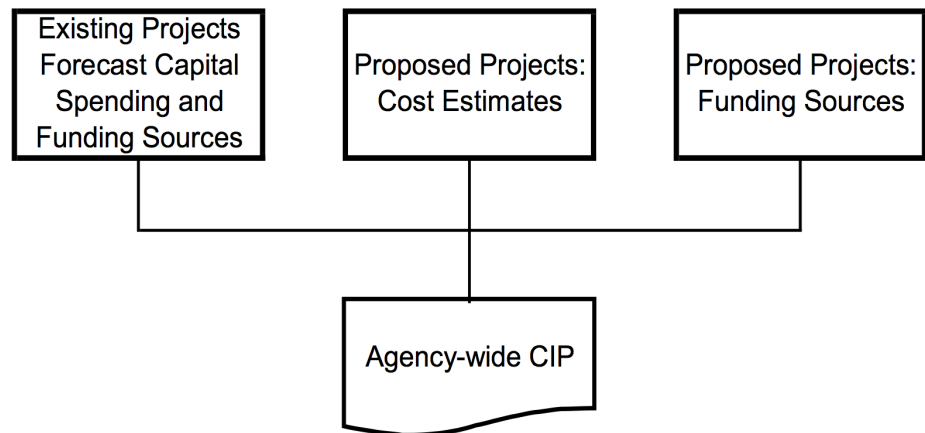 Existing Projects
Forecast Capital
Spending and
Funding Sources
Proposed Projects:
Cost Estimates
Proposed Projects:
Funding Sources
Agency-wide CIP